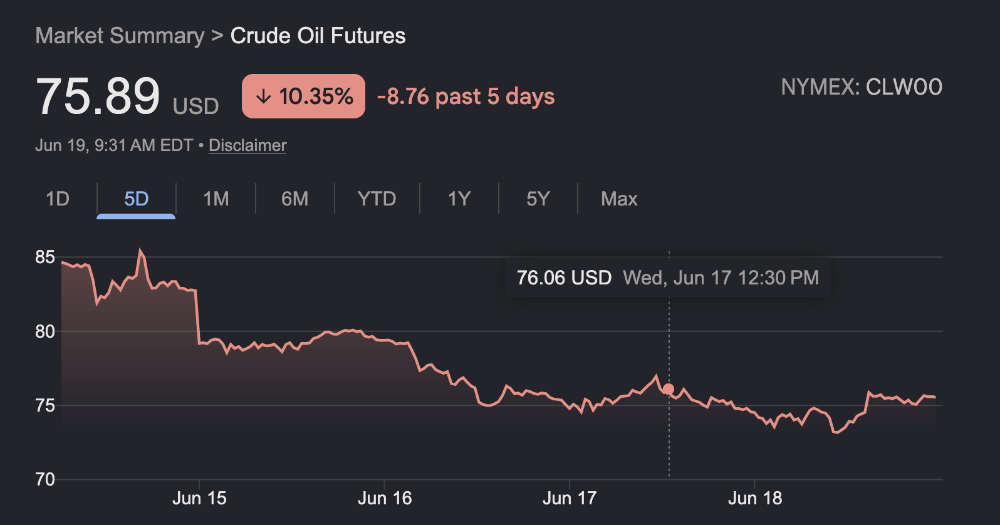 Market Summary > Crude Oil Futures
75.89 USD ↓ 10.35% -8.76 past 5 days
NYMEX: CLW00
Jun 19, 9:31 AM EDT • Disclaimer
1D 5D 1M 6M YTD 1Y 5Y Max
85
76.06 USD Wed, Jun 17 12:30 PM
80
75
70
Jun 15 Jun 16 Jun 17 Jun 18